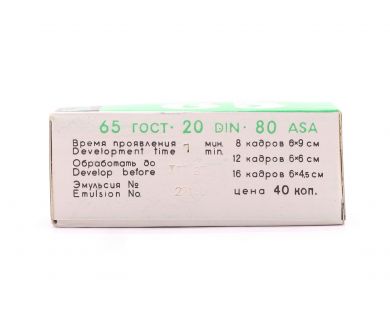 65 ГОСТ · 20 DIN · 80 ASA
Время проявления 7 мин. 8 кадров 6×9 см
Development time min.
Обработать до 12 кадров 6×6 см
Develop before
16 кадров 6×4,5 см
Эмульсия №
Emulsion No. цена 40 коп.